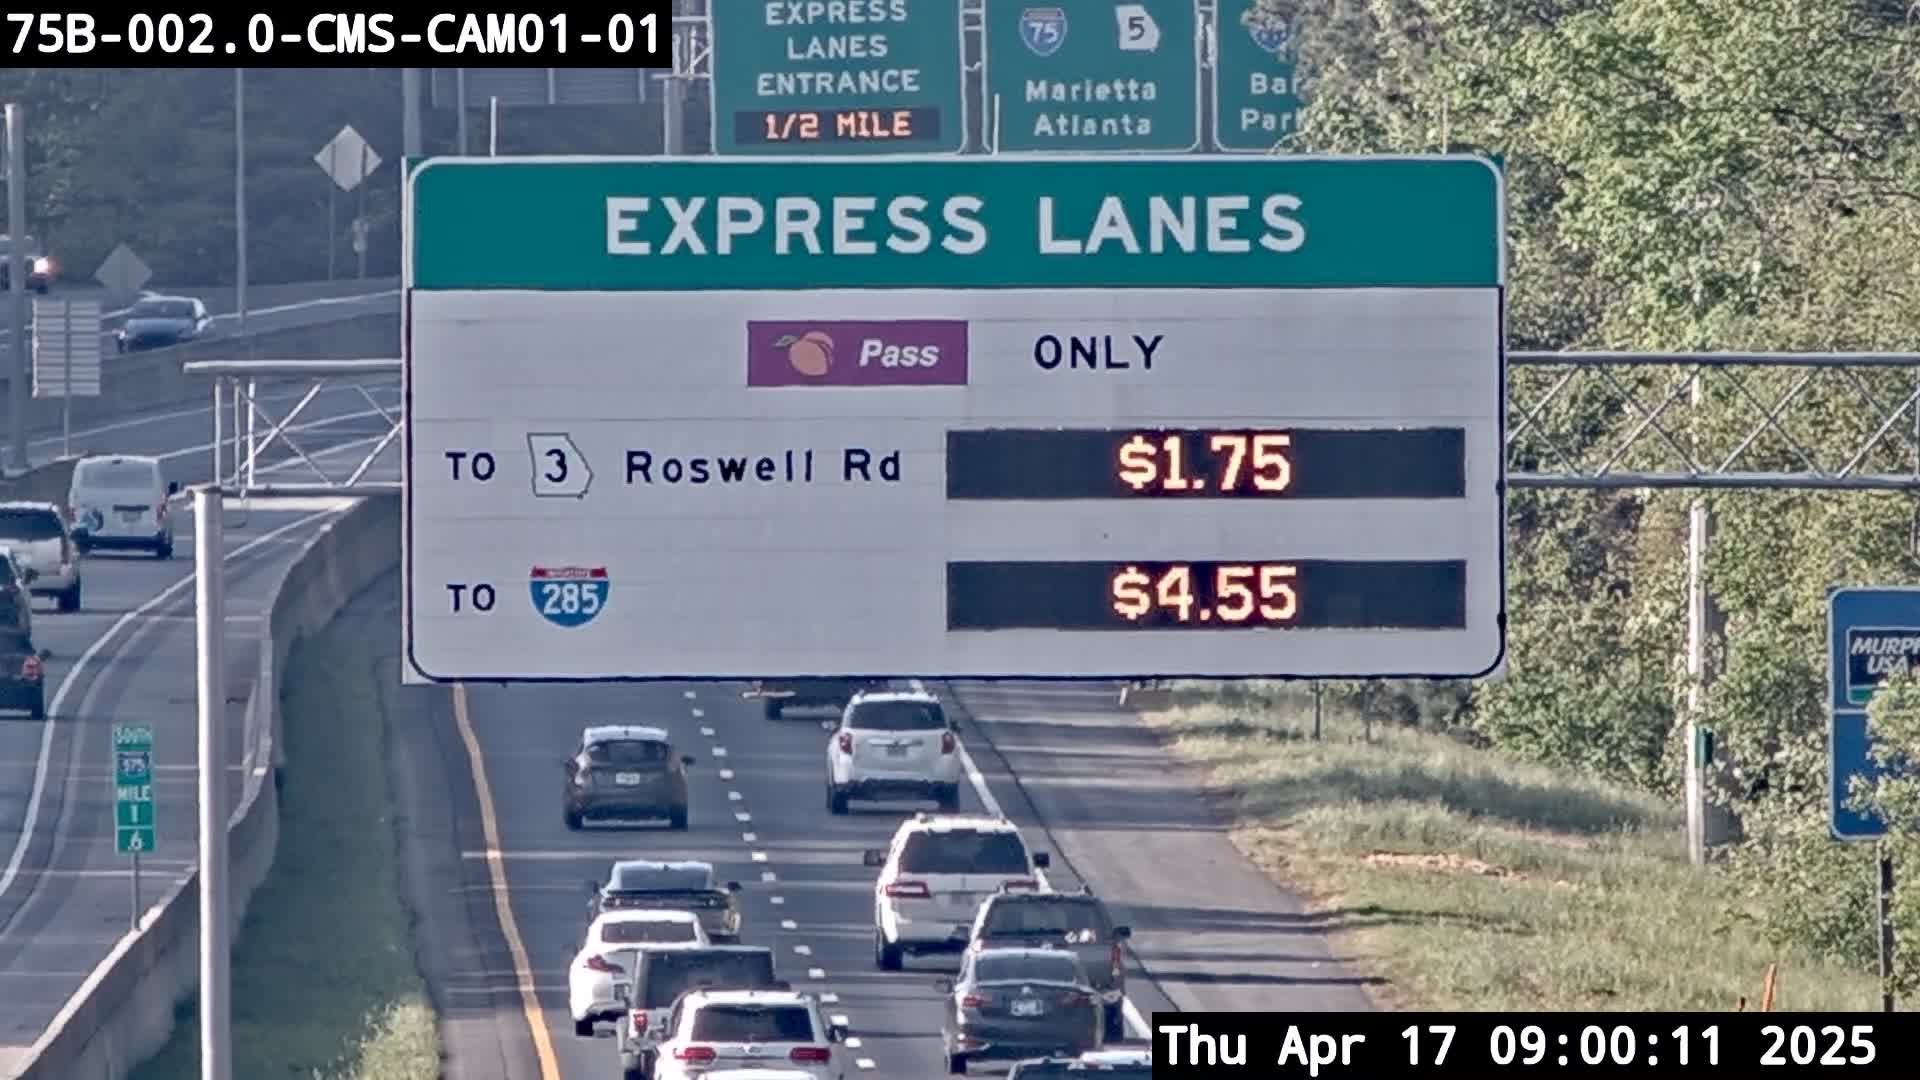 75B-002.0-CMS-CAM01-01
EXPRESS
LANES
ENTRANCE
1/2 MILE
75 5
Marietta
Atlanta
EXPRESS LANES
Pass ONLY
TO 3 Roswell Rd $1.75
TO INTERSTATE 285 $4.55
SOUTH
575
MILE
1
.6
USA
Thu Apr 17 09:00:11 2025